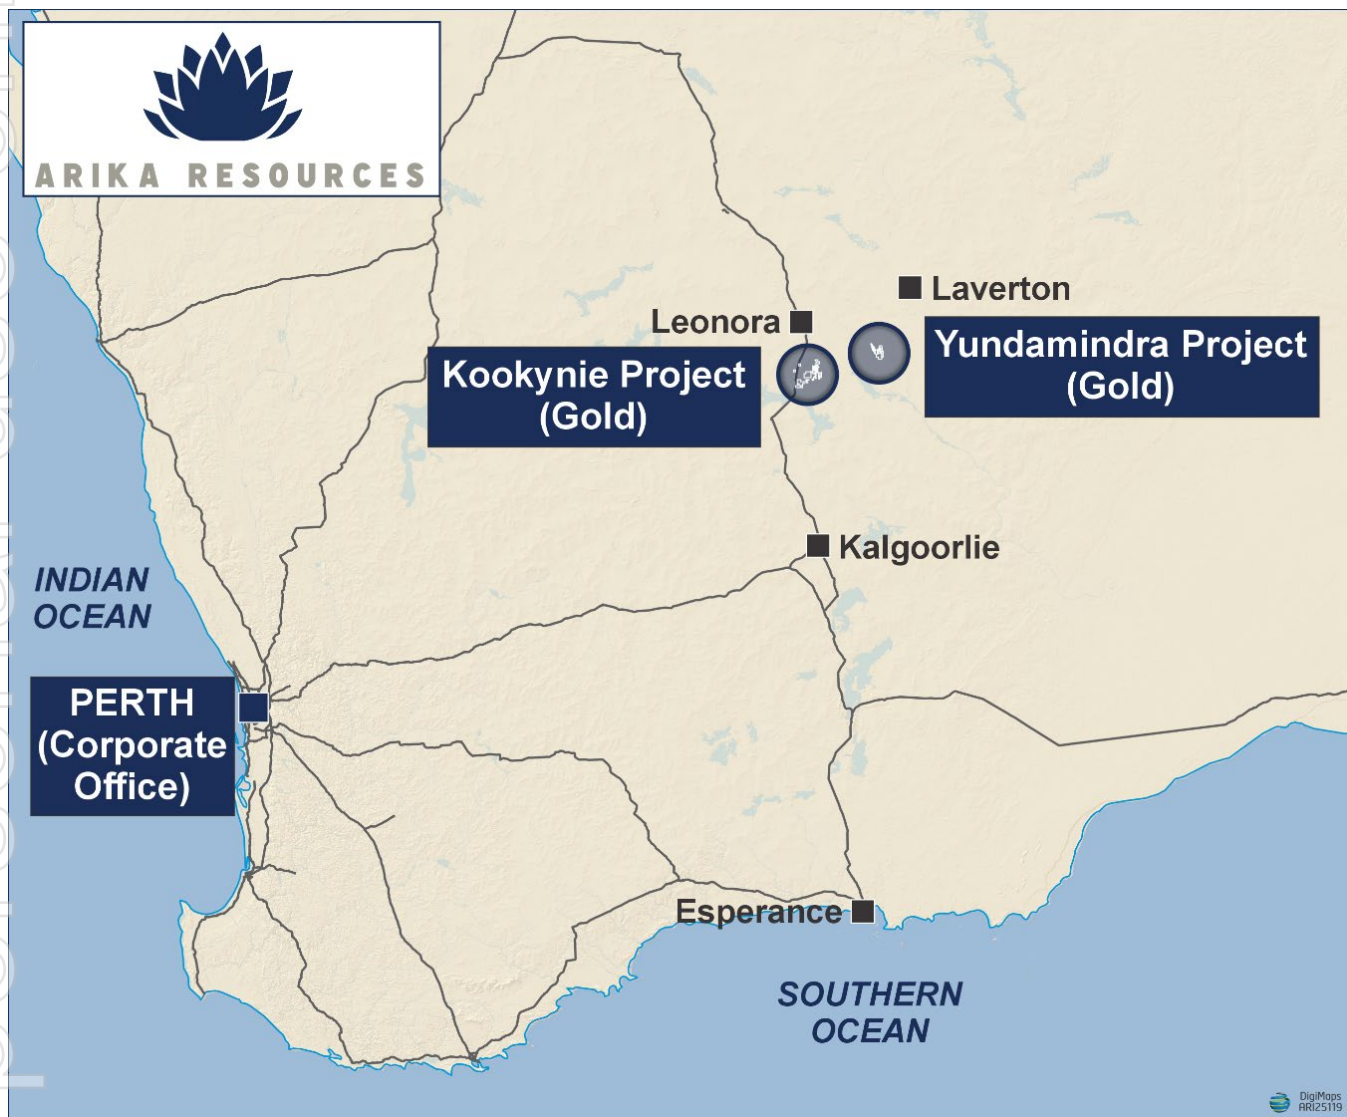 ARIKA RESOURCES
Laverton
Leonora
Yundamindra Project
(Gold)
Kookynie Project
(Gold)
Kalgoorlie
INDIAN
OCEAN
PERTH
(Corporate
Office)
Esperance
SOUTHERN
OCEAN
DigiMaps
ARI25119